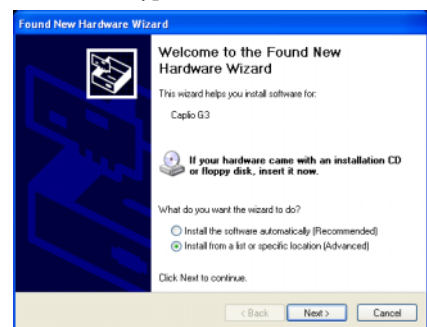 Found New Hardware Wizard
Welcome to the Found New
Hardware Wizard
This wizard helps you install software for:
Caplio G3
If your hardware came with an installation CD
or floppy disk, insert it now.
What do you want the wizard to do?
Install the software automatically (Recommended)
Install from a list or specific location (Advanced)
Click Next to continue.
< Back
Next >
Cancel